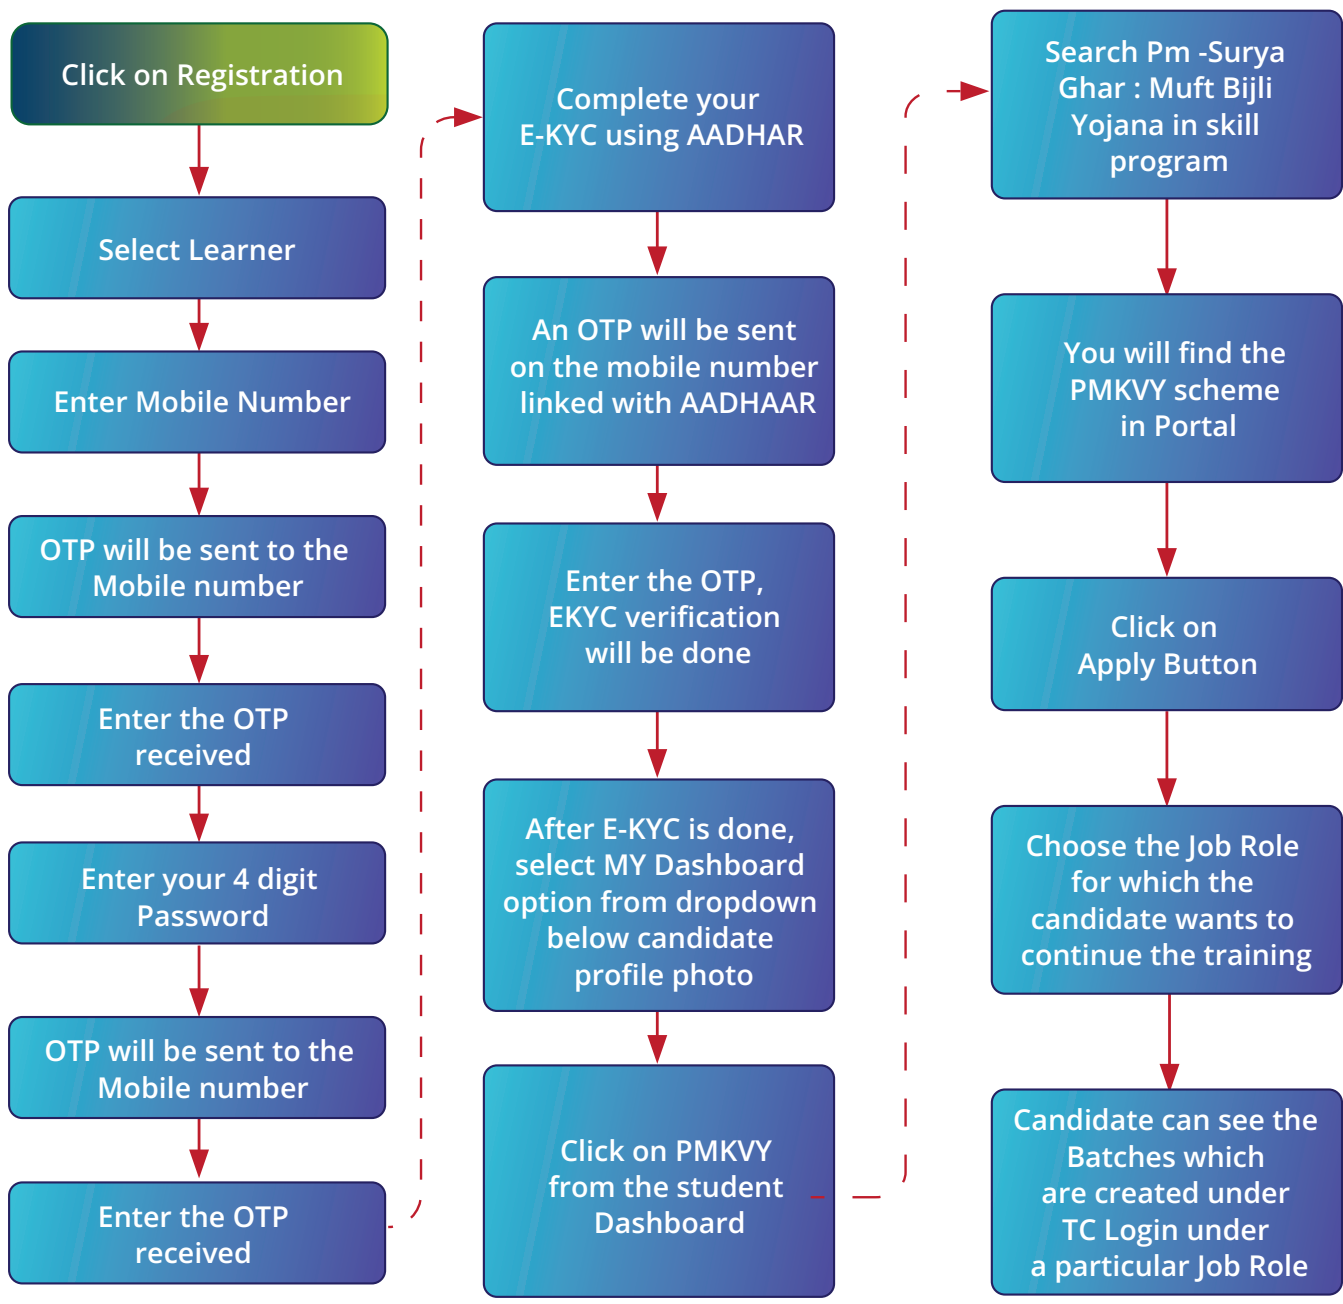 Click on Registration
Select Learner
Enter Mobile Number
OTP will be sent to the
Mobile number
Enter the OTP
received
Enter your 4 digit
Password
OTP will be sent to the
Mobile number
Enter the OTP
received
Complete your
E-KYC using AADHAR
An OTP will be sent
on the mobile number
linked with AADHAAR
Enter the OTP,
EKYC verification
will be done
After E-KYC is done,
select MY Dashboard
option from dropdown
below candidate
profile photo
Click on PMKVY
from the student
Dashboard
Search Pm -Surya
Ghar : Muft Bijli
Yojana in skill
program
You will find the
PMKVY scheme
in Portal
Click on
Apply Button
Choose the Job Role
for which the
candidate wants to
continue the training
Candidate can see the
Batches which
are created under
TC Login under
a particular Job Role